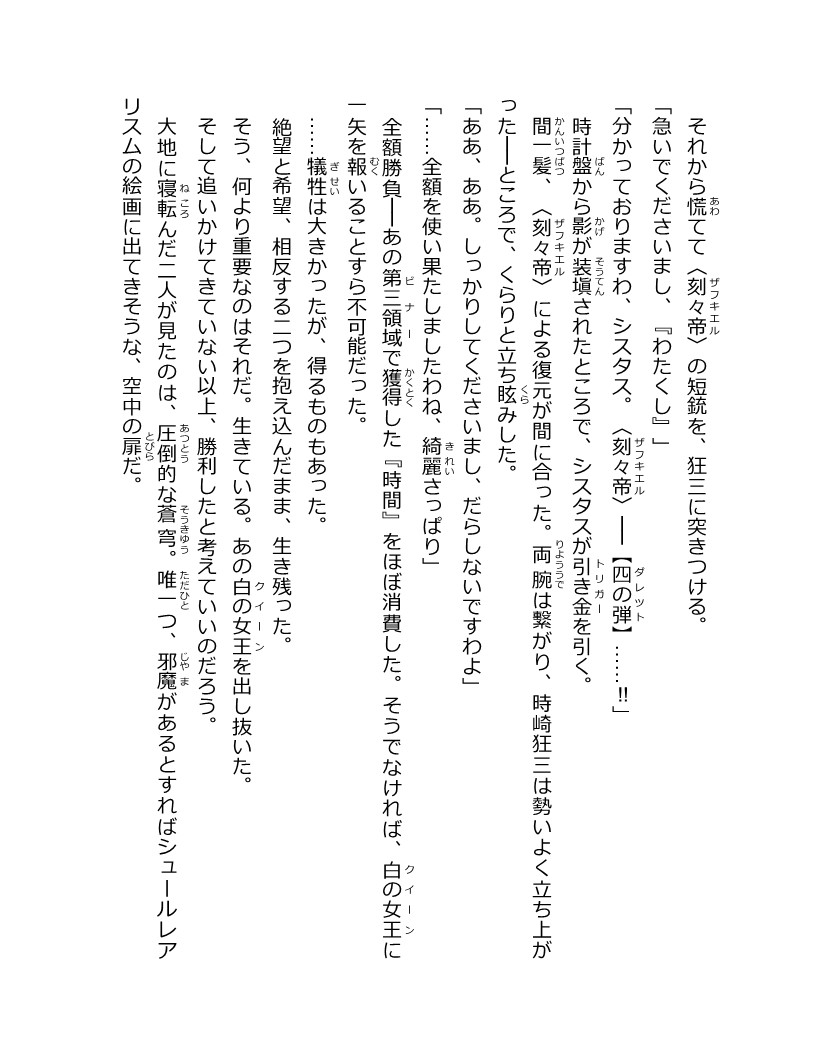 それから慌てて〈刻々帝〉の短銃を、狂三に突きつける。
「急いでくださいまし、『わたくし』」
「分かっておりますわ、シスタス。〈刻々帝〉――【四の弾】……!!」
時計盤から影が装塡されたところで、シスタスが引き金を引く。
間一髪、〈刻々帝〉による復元が間に合った。両腕は繫がり、時崎狂三は勢いよく立ち上が
った――ところで、くらりと立ち眩みした。
「ああ、ああ。しっかりしてくださいまし、だらしないですわよ」
「……全額を使い果たしましたわね、綺麗さっぱり」
全額勝負――あの第三領域で獲得した『時間』をほぼ消費した。そうでなければ、白の女王に
一矢を報いることすら不可能だった。
……犠牲は大きかったが、得るものもあった。
絶望と希望、相反する二つを抱え込んだまま、生き残った。
そう、何より重要なのはそれだ。生きている。あの白の女王を出し抜いた。
そして追いかけてきていない以上、勝利したと考えていいのだろう。
大地に寝転んだ二人が見たのは、圧倒的な蒼穹。唯一つ、邪魔があるとすればシュールレア
リスムの絵画に出てきそうな、空中の扉だ。